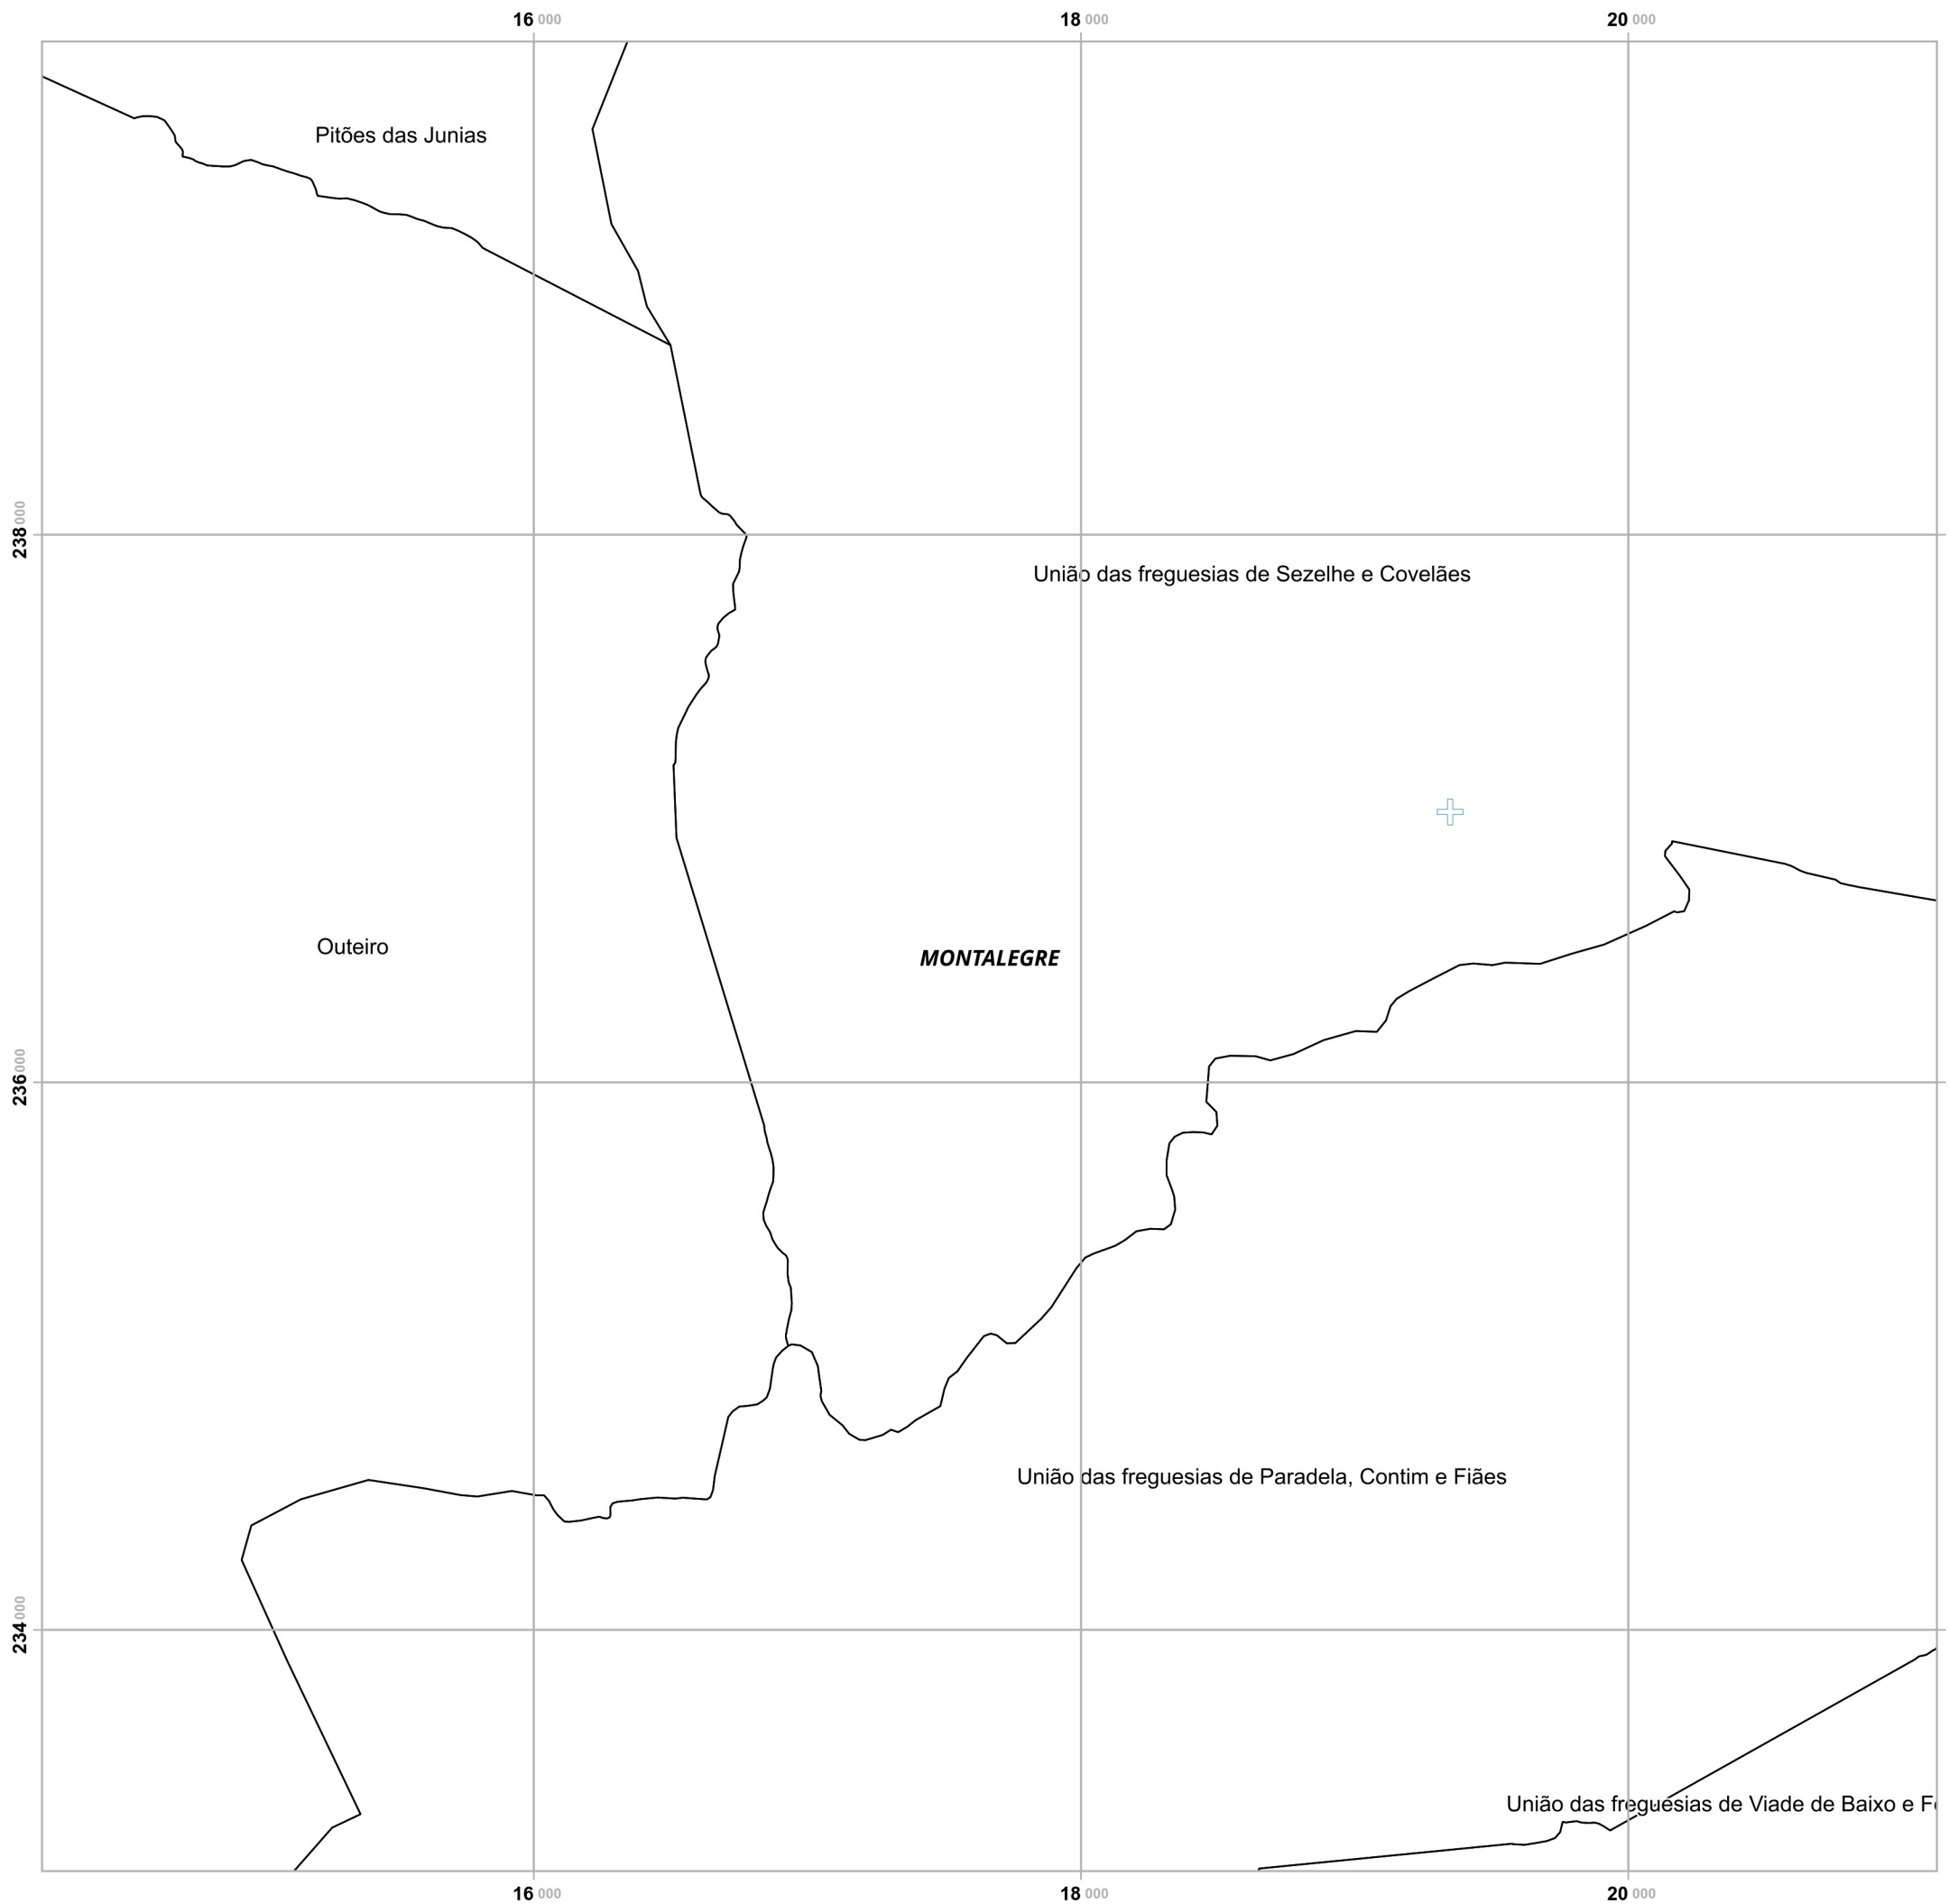 16 000 18 000 20 000
Pitões das Junias
238 000
União das freguesias de Sezelhe e Covelães
Outeiro
MONTALEGRE
236 000
União das freguesias de Paradela, Contim e Fiães
234 000
União das freguesias de Viade de Baixo e
16 000 18 000 20 000